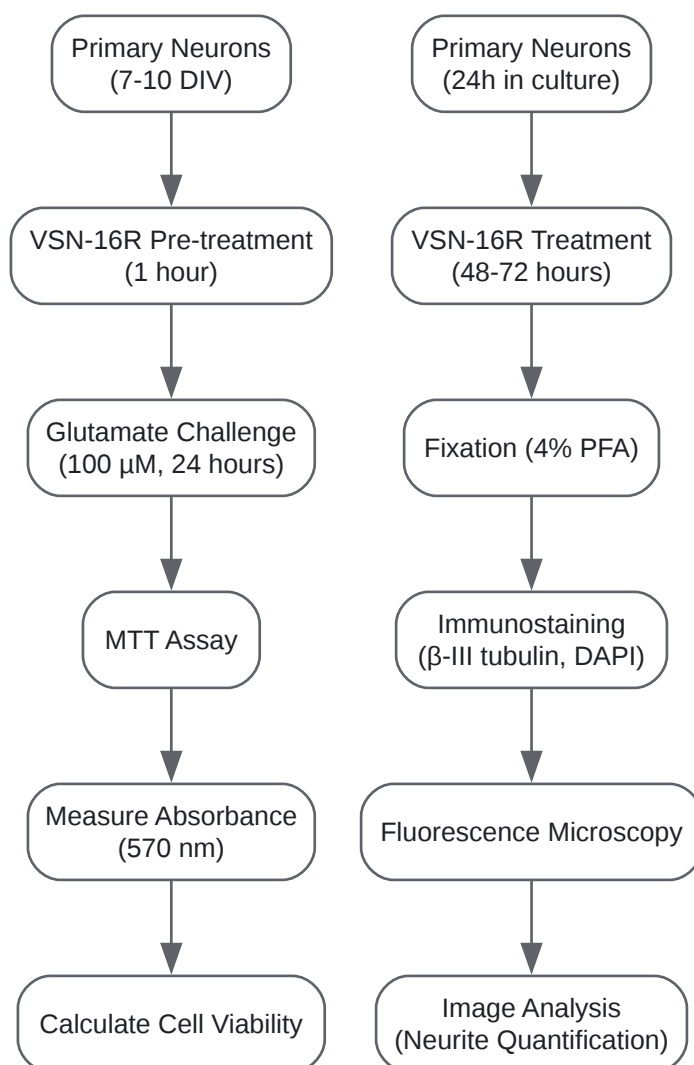 Primary Neurons
(7-10 DIV)
VSN-16R Pre-treatment
(1 hour)
Glutamate Challenge
(100 µM, 24 hours)
MTT Assay
Measure Absorbance
(570 nm)
Calculate Cell Viability
Primary Neurons
(24h in culture)
VSN-16R Treatment
(48-72 hours)
Fixation (4% PFA)
Immunostaining
(β-III tubulin, DAPI)
Fluorescence Microscopy
Image Analysis
(Neurite Quantification)